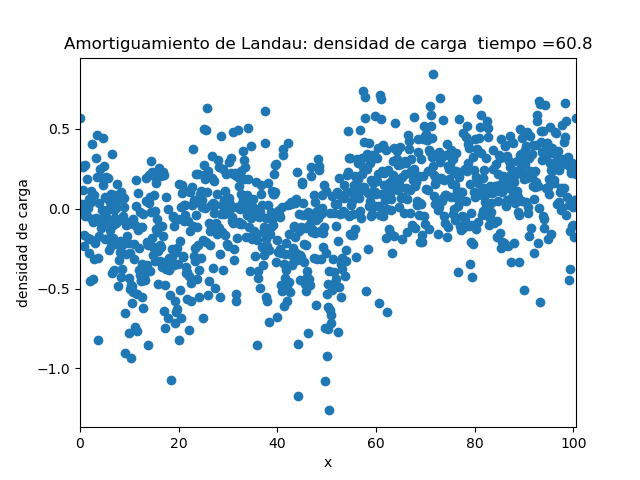 Amortiguamiento de Landau: densidad de carga  tiempo =60.8
densidad de carga
0.5
0.0
−0.5
−1.0
0 20 40 60 80 100
x